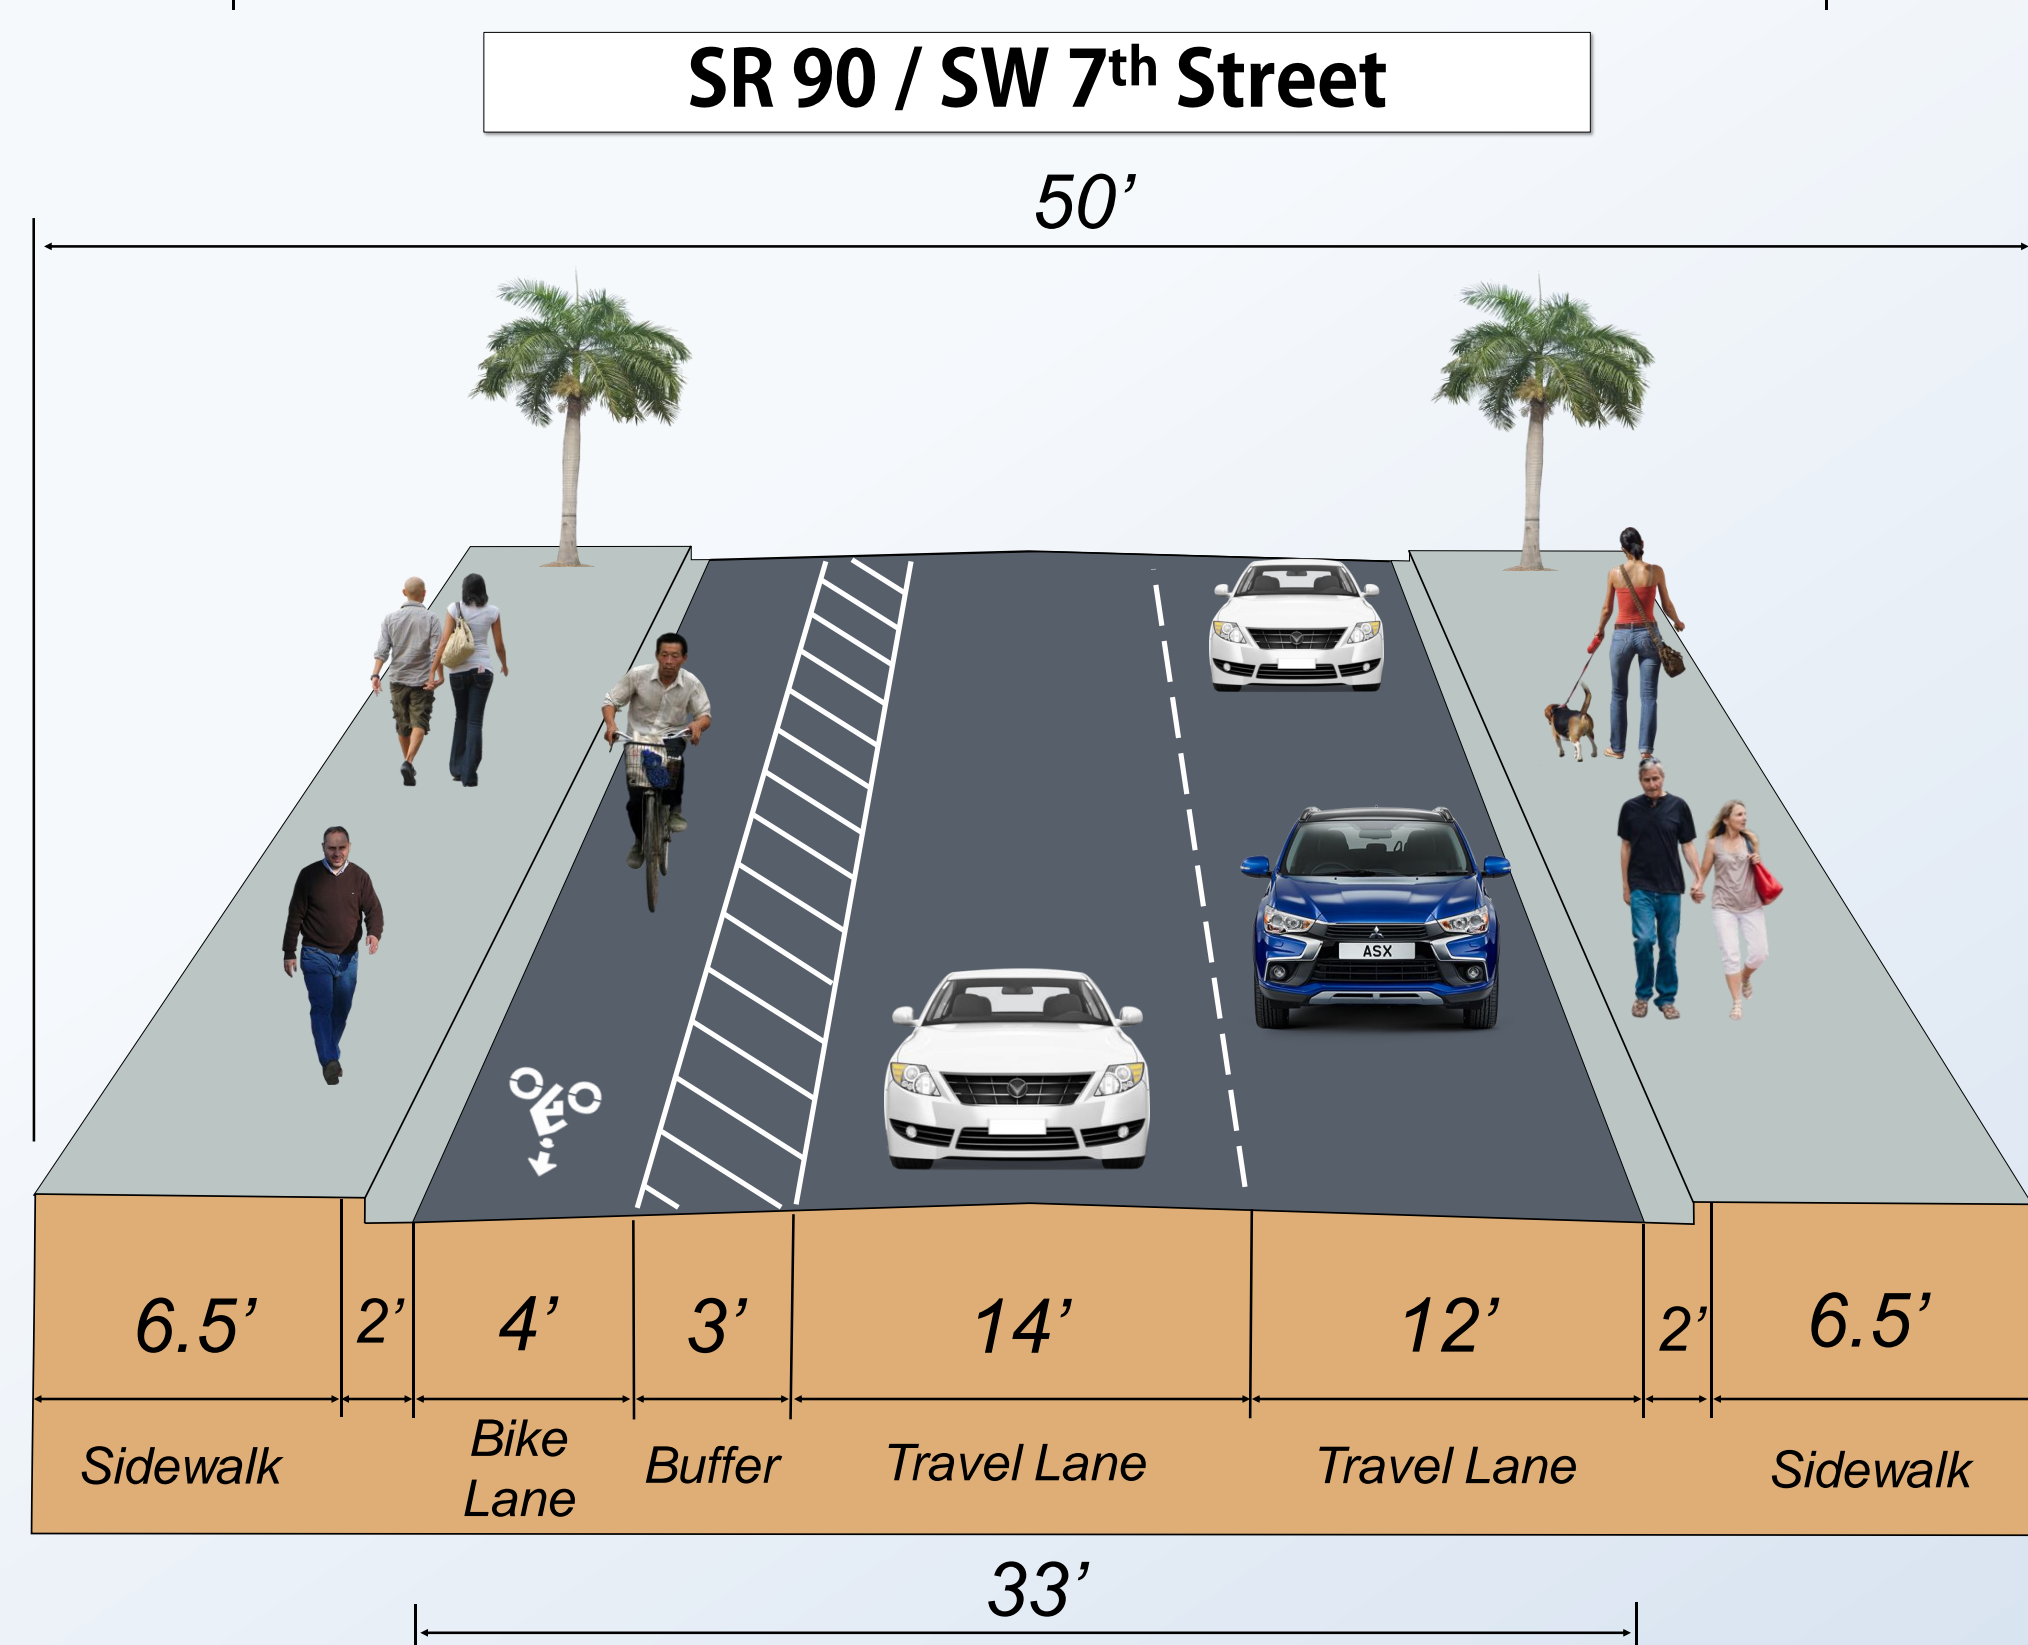 SR 90 / SW 7th Street
50’
ASX
6.5’ 2’ 4’ 3’ 14’ 12’ 2’ 6.5’
Sidewalk Bike Lane Buffer Travel Lane Travel Lane Sidewalk
33’